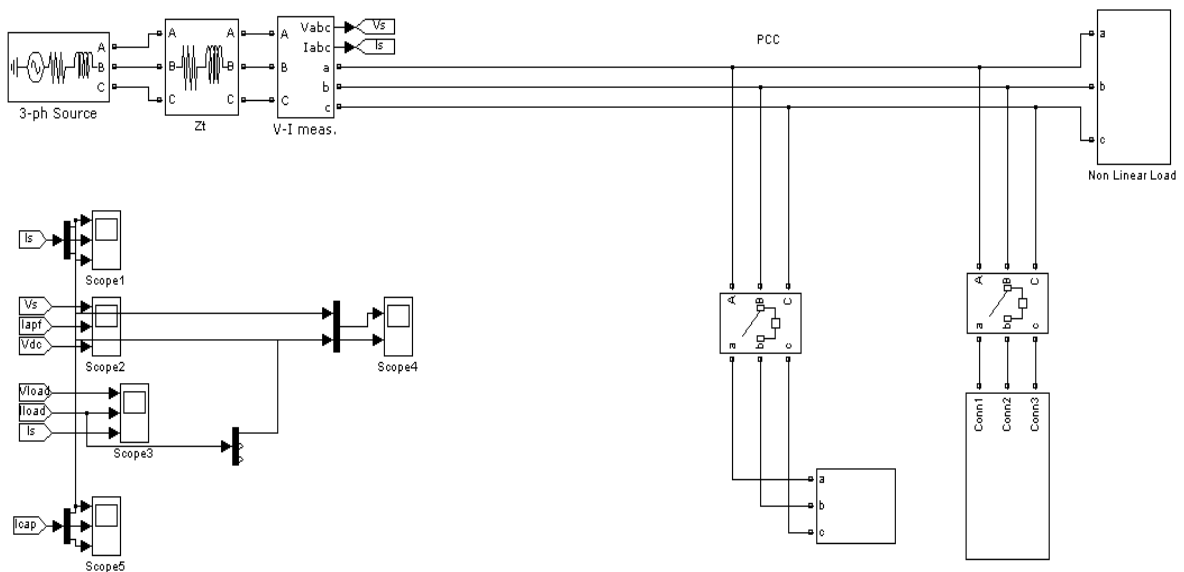 Vabc
Vs
Iabc
Is
A
B
C
A
B
C
A
B
C
A
B
C
a
b
c
3-ph Source
Zt
V-I meas.
PCC
a
b
c
Non Linear Load
Is
Scope1
Vs
Iapf
Vdc
Scope2
Scope4
Vload
Iload
Is
Scope3
Icap
Scope5
A
B
C
a
b
c
a
b
c
A
B
C
a
b
c
Conn1
Conn2
Conn3